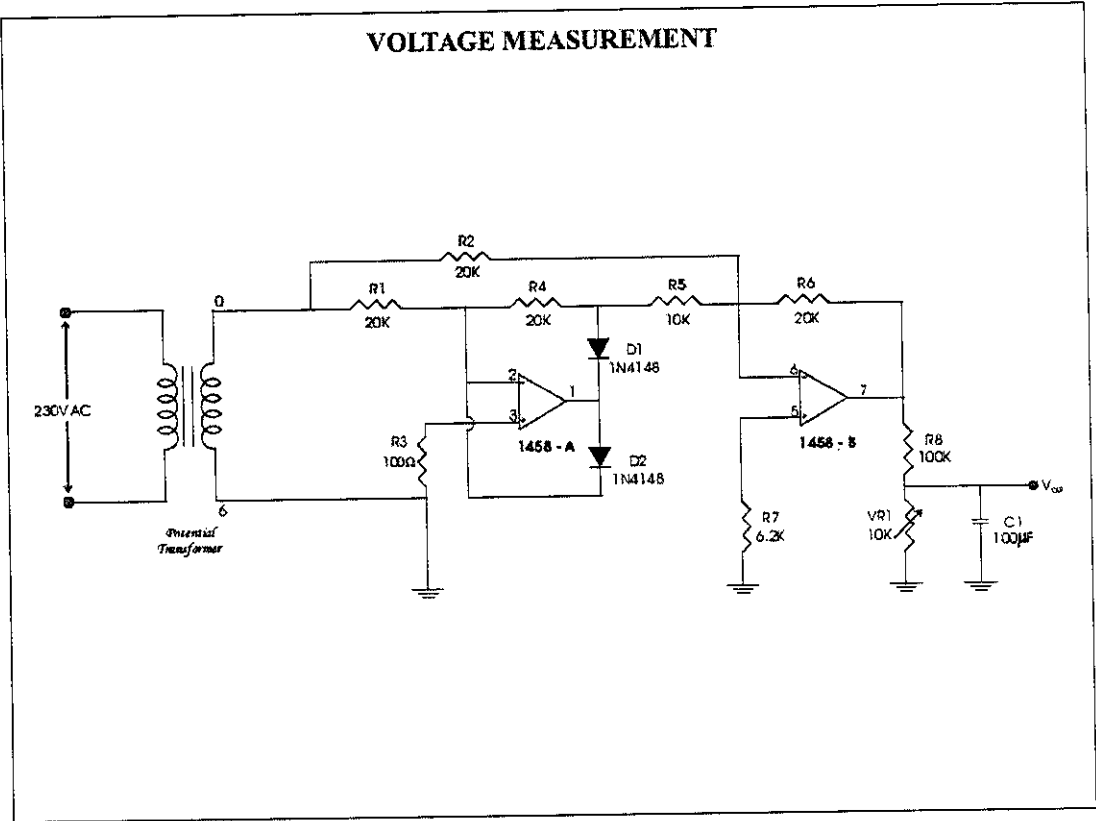 VOLTAGE MEASUREMENT
R2
20K
0
R1
20K
R4
20K
R5
10K
R6
20K
D1
1N4148
230V AC
2
3
1
1458 - A
6
5
7
1458 - B
R3
100Ω
D2
1N4148
R8
100K
Vout
R7
6.2K
VR1
10K
C1
100µF
6
Potential
Transformer